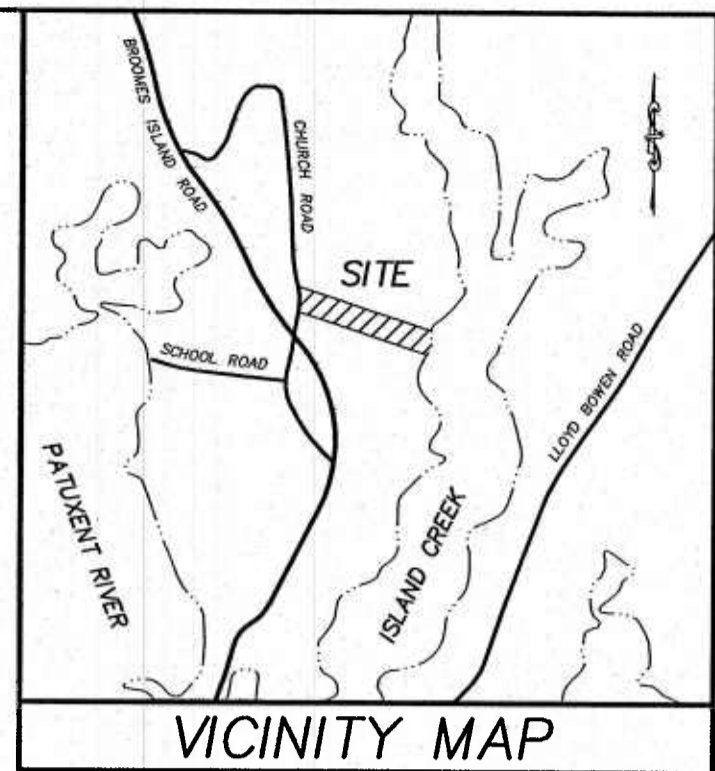 BROOMES ISLAND ROAD
CHURCH ROAD
SITE
SCHOOL ROAD
LLOYD BOWEN ROAD
PATUXENT RIVER
ISLAND CREEK
VICINITY MAP